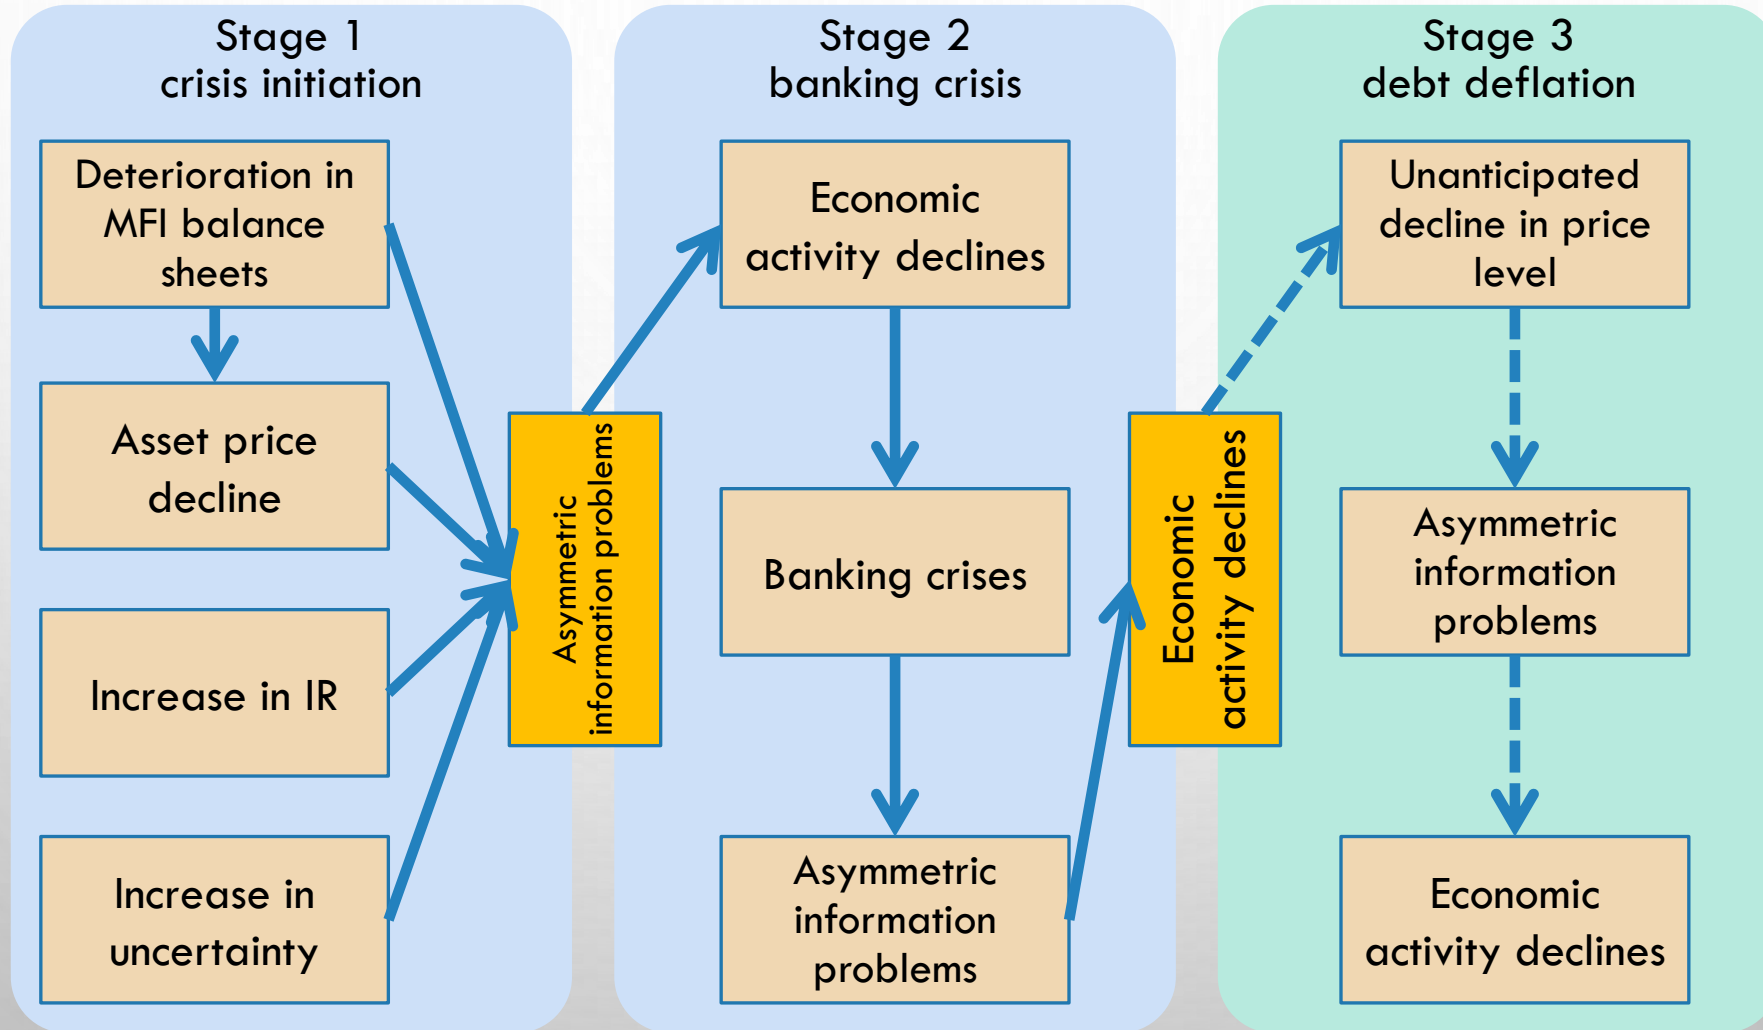 Stage 1
crisis initiation
Deterioration in
MFI balance
sheets
Asset price
decline
Increase in IR
Increase in
uncertainty
Asymmetric
information problems
Stage 2
banking crisis
Economic
activity declines
Banking crises
Asymmetric
information
problems
Economic
activity declines
Stage 3
debt deflation
Unanticipated
decline in price
level
Asymmetric
information
problems
Economic
activity declines